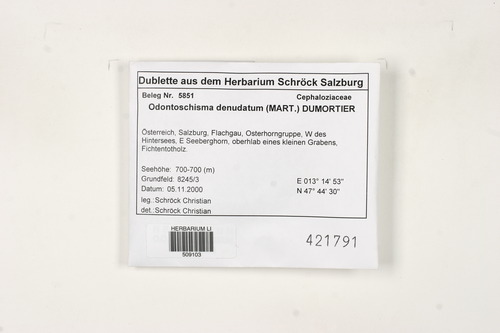 Dublette aus dem Herbarium Schröck Salzburg
Beleg Nr. 5851 Cephaloziaceae
Odontoschisma denudatum (MART.) DUMORTIER
Österreich, Salzburg, Flachgau, Osterhorngruppe, W des
Hintersees, E Seeberghorn, oberhlab eines kleinen Grabens,
Fichtentotholz.
Seehöhe: 700-700 (m)
Grundfeld: 8245/3 E 013° 14' 53"
Datum: 05.11.2000 N 47° 44' 30"
leg.:Schröck Christian
det.:Schröck Christian
HERBARIUM LI
509103
421791